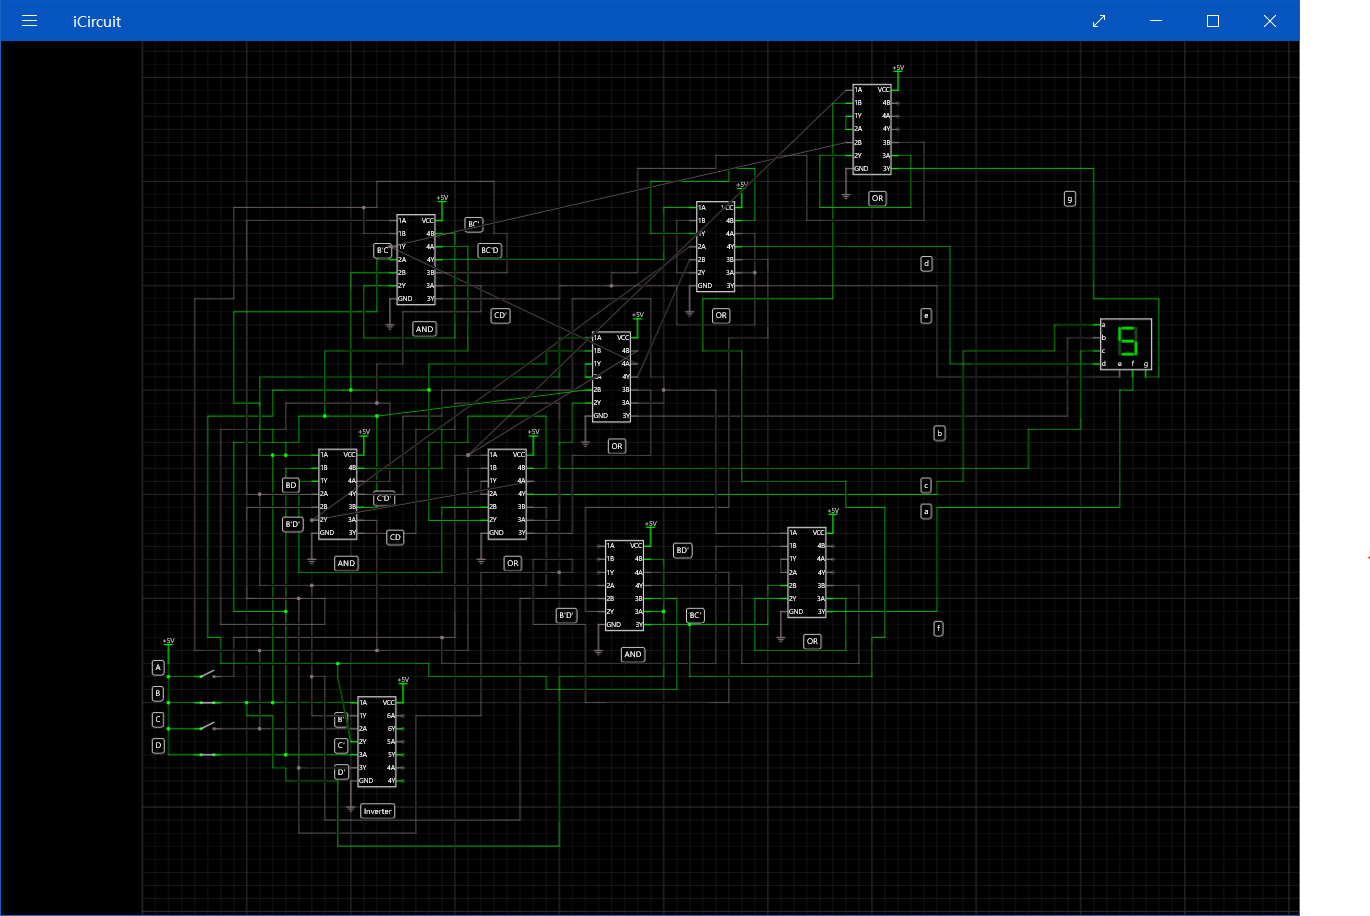 iCircuit
+5V
1A VCC
1B 4B
1Y 4A
2A 4Y
2B 3B
2Y 3A
GND 3Y
OR
g
+5V
1A VCC
1B 4B
1Y 4A
2A 4Y
2B 3B
2Y 3A
GND 3Y
OR
d
e
+5V
1A VCC
1B 4B
1Y 4A
2A 4Y
2B 3B
2Y 3A
GND 3Y
BC'
B'C
BC'D
CD'
AND
+5V
1A VCC
1B 4B
1Y 4A
2A 4Y
2B 3B
2Y 3A
GND 3Y
OR
a
b
c
d e f g
b
c
a
+5V
1A VCC
1B 4B
1Y 4A
2A 4Y
2B 3B
2Y 3A
GND 3Y
BD
C'D'
B'D'
CD
AND
+5V
1A VCC
1B 4B
1Y 4A
2A 4Y
2B 3B
2Y 3A
GND 3Y
OR
+5V
1A VCC
1B 4B
1Y 4A
2A 4Y
2B 3B
2Y 3A
GND 3Y
BD'
B'D'
BC'
AND
+5V
1A VCC
1B 4B
1Y 4A
2A 4Y
2B 3B
2Y 3A
GND 3Y
OR
f
+5V
A
B
C
D
+5V
1A VCC
1Y 6A
2A 6Y
2Y 5A
3A 5Y
3Y 4A
GND 4Y
B'
C'
D'
Inverter